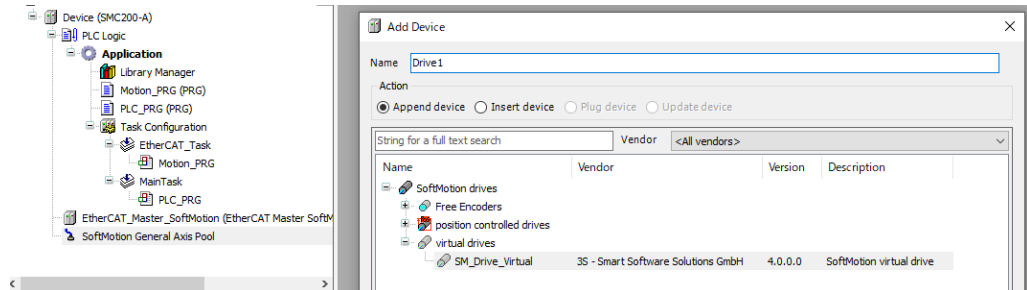 Device (SMC200-A)
PLC Logic
Application
Library Manager
Motion_PRG (PRG)
PLC_PRG (PRG)
Task Configuration
EtherCAT_Task
Motion_PRG
MainTask
PLC_PRG
EtherCAT_Master_SoftMotion (EtherCAT Master SoftM
SoftMotion General Axis Pool
Add Device
Name Drive1
Action
Append device Insert device Plug device Update device
String for a full text search Vendor <All vendors>
Name Vendor Version Description
SoftMotion drives
Free Encoders
position controlled drives
virtual drives
SM_Drive_Virtual 3S - Smart Software Solutions GmbH 4.0.0.0 SoftMotion virtual drive